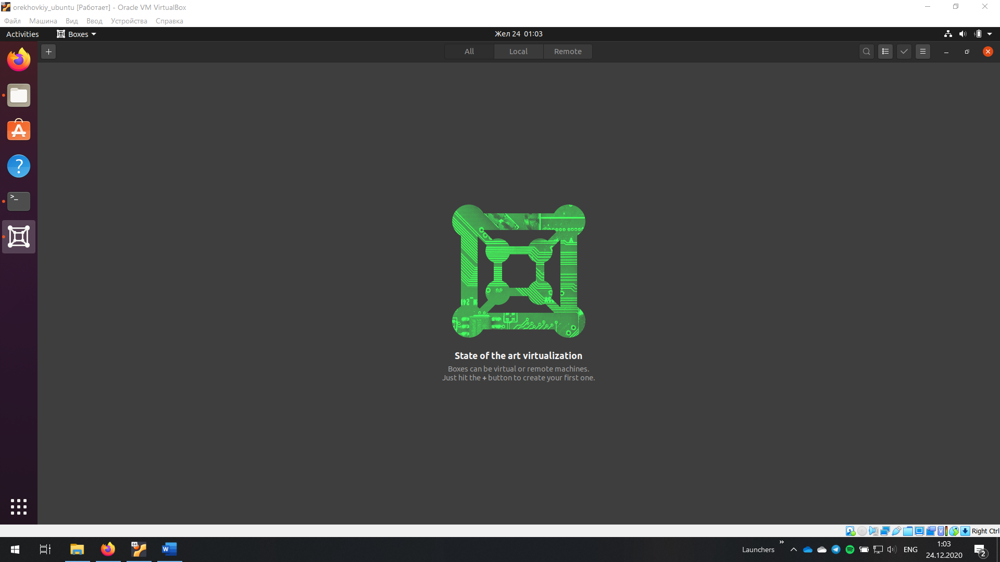 orekhovkiy_ubuntu [Работает] - Oracle VM VirtualBox
Файл Машина Вид Ввод Устройства Справка
Activities Boxes Жел 24 01:03
All Local Remote
State of the art virtualization
Boxes can be virtual or remote machines.
Just hit the + button to create your first one.
Right Ctrl
Launchers
ENG
1:03
24.12.2020
2